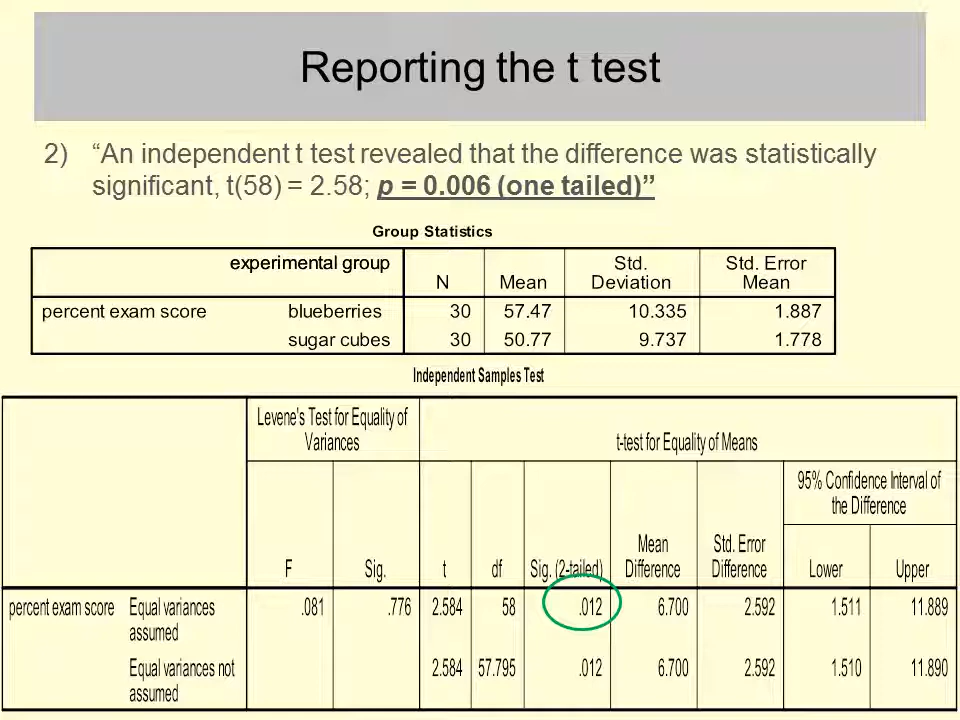 Reporting the t test
2) “An independent t test revealed that the difference was statistically
significant, t(58) = 2.58; p = 0.006 (one tailed)”
Group Statistics
experimental group N Mean Std. Deviation Std. Error Mean
percent exam score blueberries 30 57.47 10.335 1.887
sugar cubes 30 50.77 9.737 1.778
Independent Samples Test
Levene's Test for Equality of Variances t-test for Equality of Means
95% Confidence Interval of the Difference
F Sig. t df Sig. (2-tailed) Mean Difference Std. Error Difference Lower Upper
percent exam score Equal variances assumed .081 .776 2.584 58 .012 6.700 2.592 1.511 11.889
Equal variances not assumed 2.584 57.795 .012 6.700 2.592 1.510 11.890